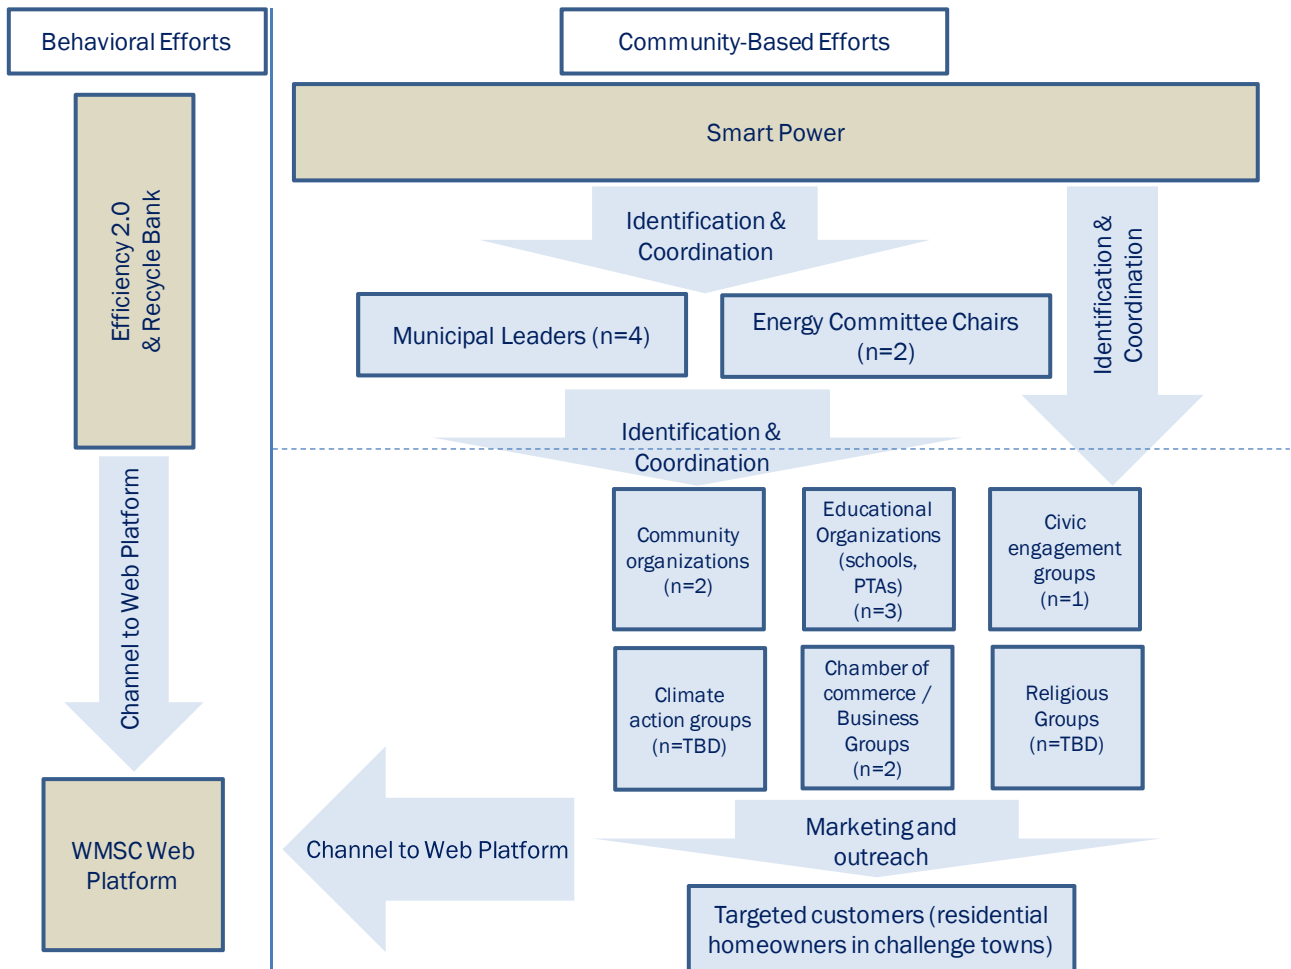 Behavioral Efforts
Community-Based Efforts
Smart Power
Efficiency 2.0
& Recycle Bank
Identification &
Coordination
Identification &
Coordination
Municipal Leaders (n=4)
Energy Committee Chairs
(n=2)
Identification &
Coordination
Channel to Web Platform
Community
organizations
(n=2)
Educational
Organizations
(schools,
PTAs)
(n=3)
Civic
engagement
groups
(n=1)
Climate
action groups
(n=TBD)
Chamber of
commerce /
Business
Groups
(n=2)
Religious
Groups
(n=TBD)
WMSC Web
Platform
Channel to Web Platform
Marketing and
outreach
Targeted customers (residential
homeowners in challenge towns)